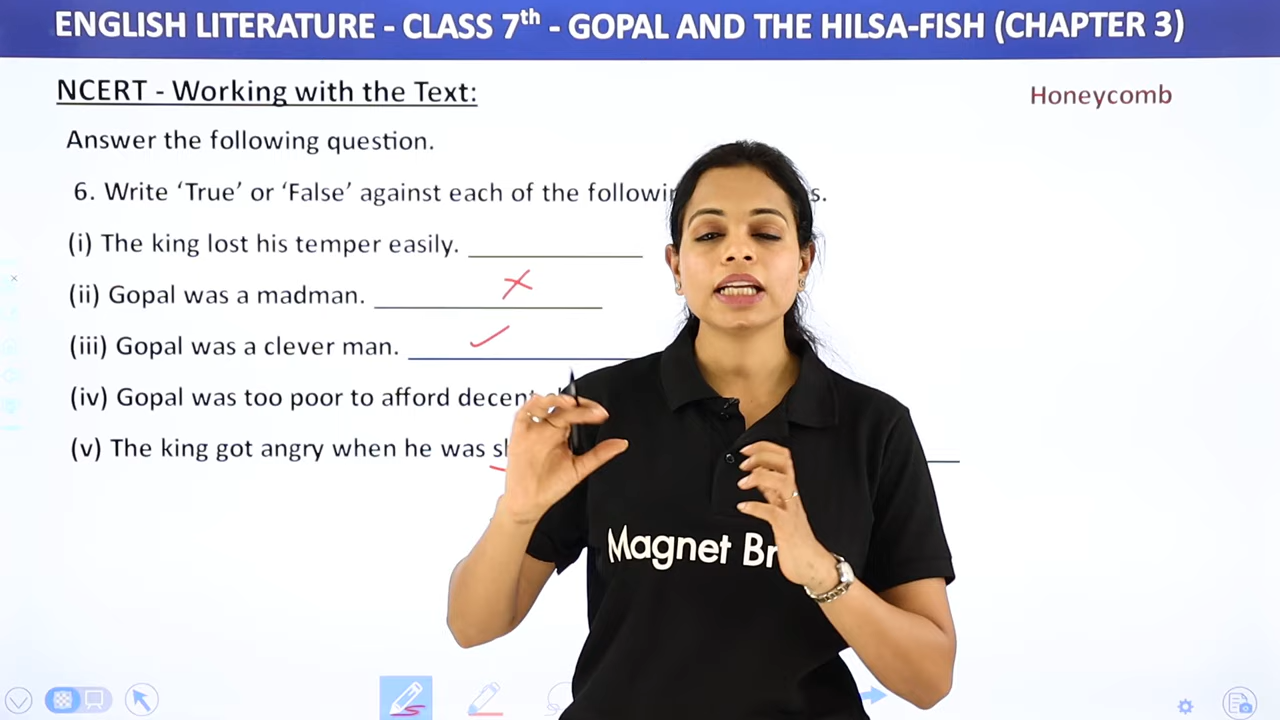 ENGLISH LITERATURE - CLASS 7th - GOPAL AND THE HILSA-FISH (CHAPTER 3)
NCERT - Working with the Text:
Honeycomb
Answer the following question.
6. Write ‘True’ or ‘False’ against each of the following
(i) The king lost his temper easily.
(ii) Gopal was a madman.
(iii) Gopal was a clever man.
(iv) Gopal was too poor to afford decent
(v) The king got angry when he was
Magnet